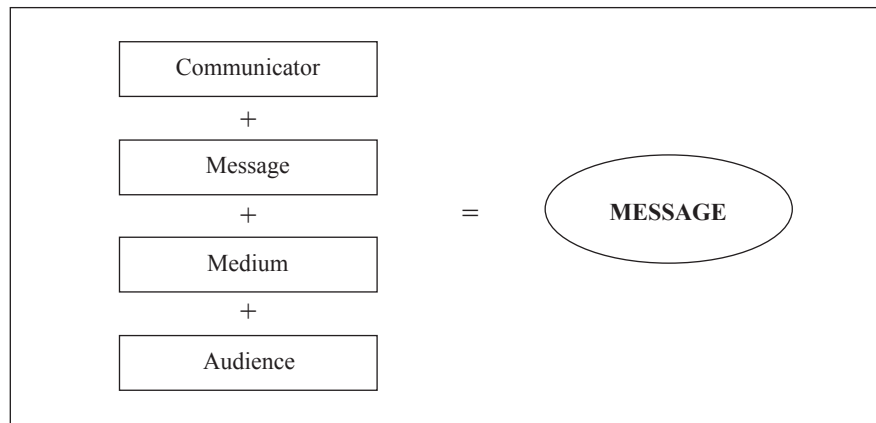 Communicator
+
Message
+
Medium
+
Audience
=
MESSAGE